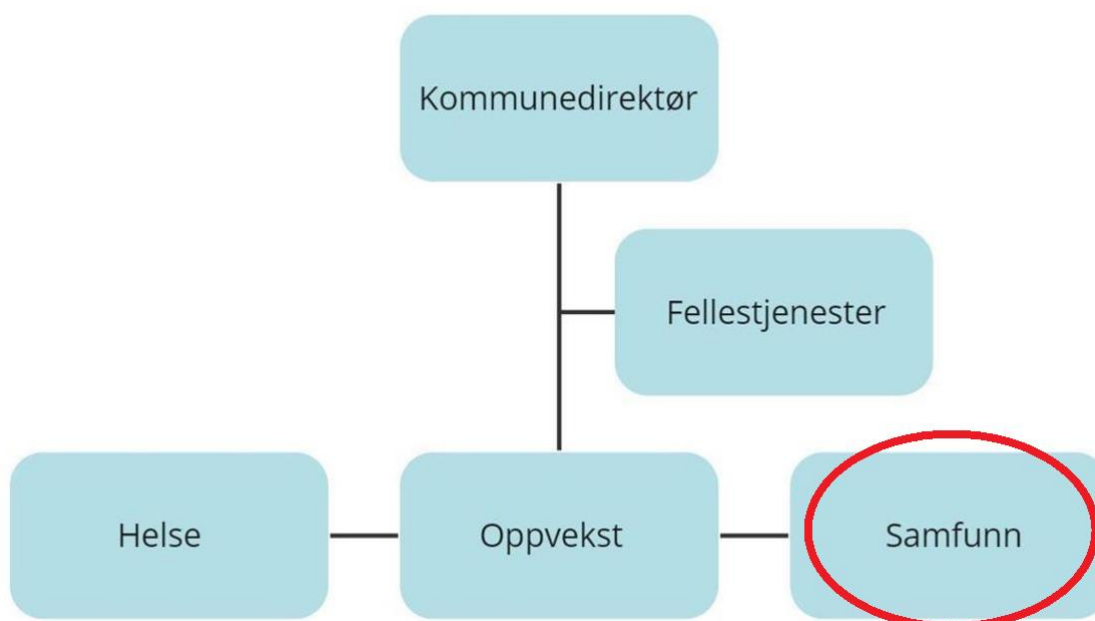 Kommunedirektør
Fellestjenester
Helse
Oppvekst
Samfunn